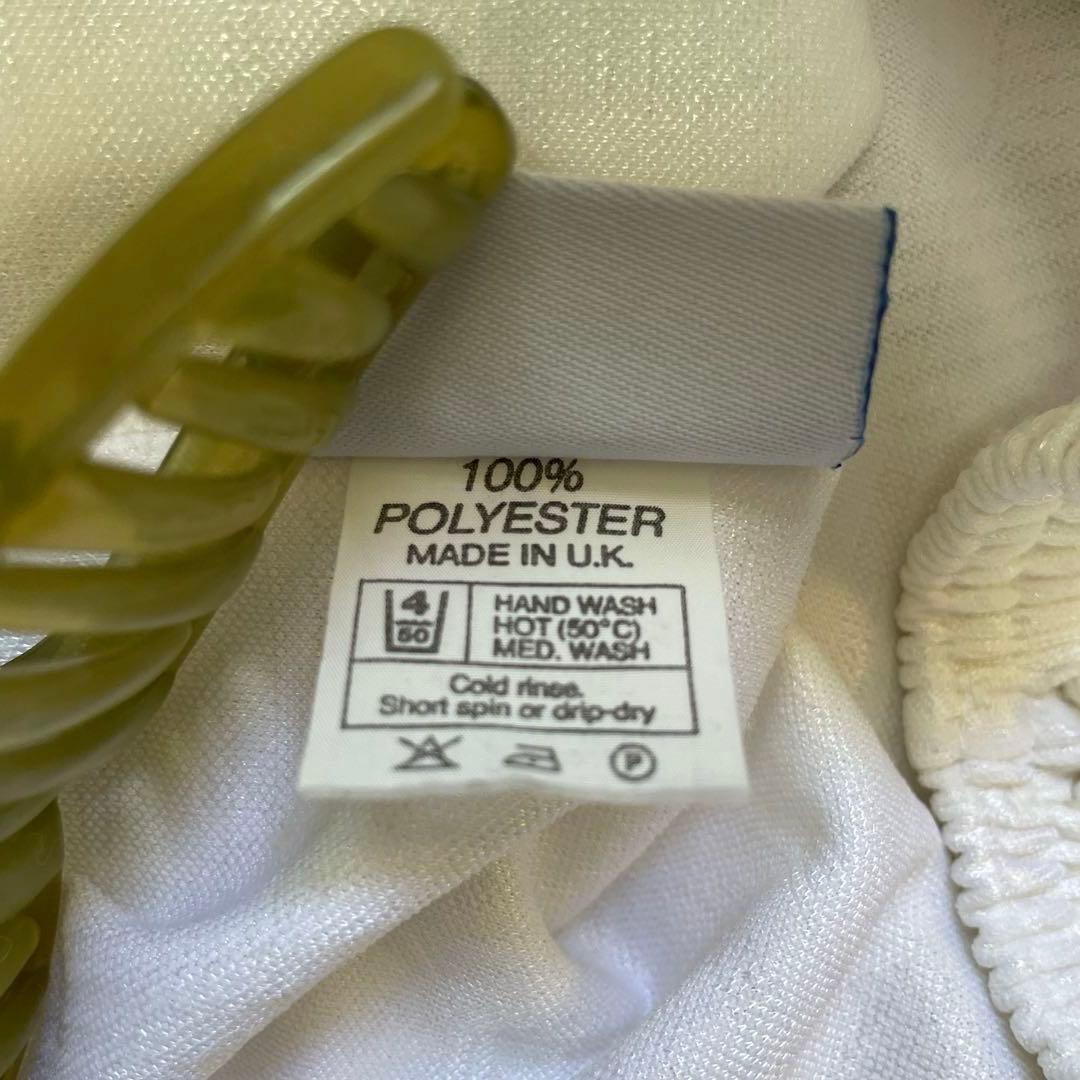 100%
POLYESTER
MADE IN U.K.
4
50
HAND WASH
HOT (50°C)
MED. WASH
Cold rinse.
Short spin or drip-dry
P